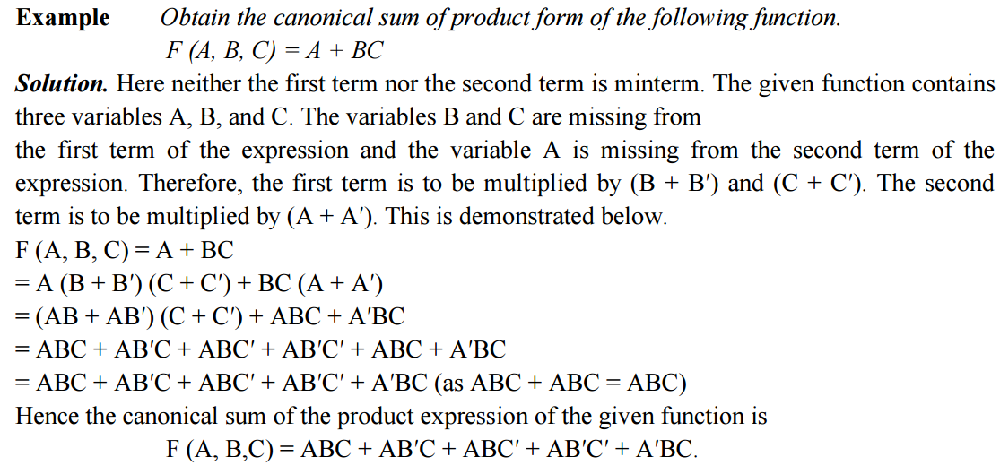 Example Obtain the canonical sum of product form of the following function.
F (A, B, C) = A + BC
Solution. Here neither the first term nor the second term is minterm. The given function contains
three variables A, B, and C. The variables B and C are missing from
the first term of the expression and the variable A is missing from the second term of the
expression. Therefore, the first term is to be multiplied by (B + B′) and (C + C′). The second
term is to be multiplied by (A + A′). This is demonstrated below.
F (A, B, C) = A + BC
= A (B + B′) (C + C′) + BC (A + A′)
= (AB + AB′) (C + C′) + ABC + A′BC
= ABC + AB′C + ABC′ + AB′C′ + ABC + A′BC
= ABC + AB′C + ABC′ + AB′C′ + A′BC (as ABC + ABC = ABC)
Hence the canonical sum of the product expression of the given function is
F (A, B,C) = ABC + AB′C + ABC′ + AB′C′ + A′BC.